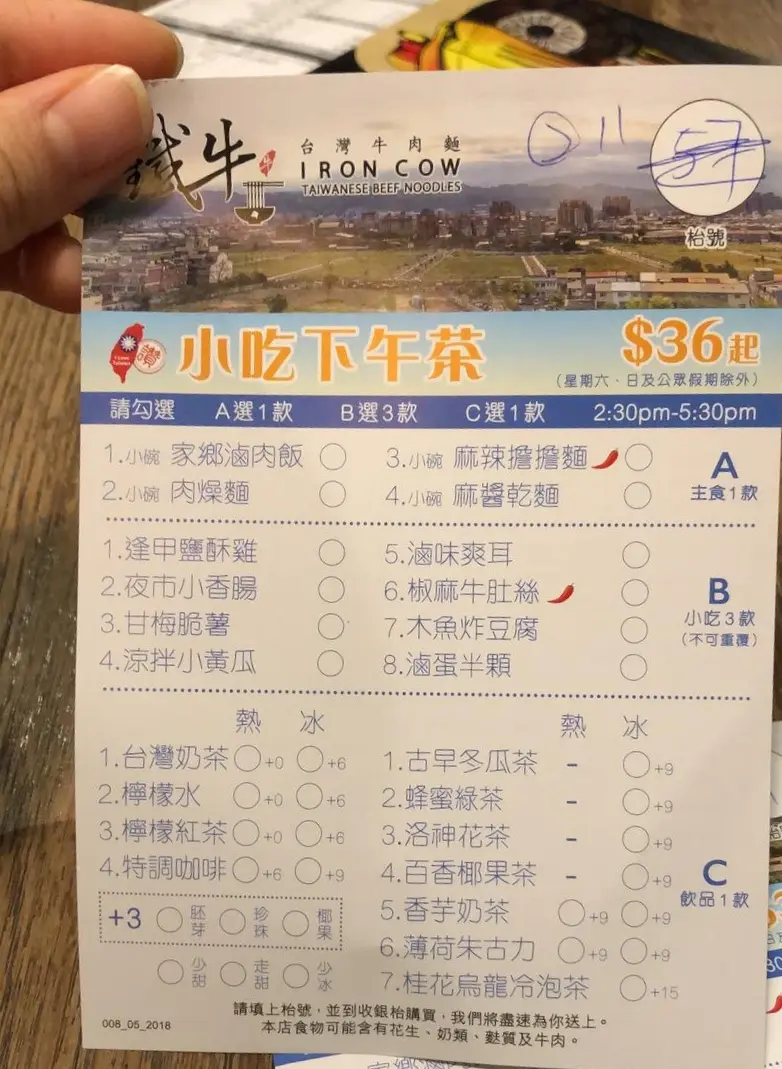 鐵牛
台灣牛肉麵
IRON COW
TAIWANESE BEEF NOODLES
② 11
57
枱號
讚
小吃下午茶
$36起
(星期六、日及公眾假期除外)
請勾選 A選1款 B選3款 C選1款 2:30pm-5:30pm
1.小碗 家鄉滷肉飯 3.小碗 麻辣擔擔麵
2.小碗 肉燥麵 4.小碗 麻醬乾麵
A
主食1款
1.逢甲鹽酥雞 5.滷味爽耳
2.夜市小香腸 6.椒麻牛肚絲
3.甘梅脆薯 7.木魚炸豆腐
4.涼拌小黃瓜 8.滷蛋半顆
B
小吃3款
(不可重覆)
熱 冰 熱 冰
1.台灣奶茶 +0 +6 1.古早冬瓜茶 - +9
2.檸檬水 +0 +6 2.蜂蜜綠茶 - +9
3.檸檬紅茶 +0 +6 3.洛神花茶 - +9
4.特調咖啡 +6 +9 4.百香椰果茶 - +9
5.香芋奶茶 +9 +9
6.薄荷朱古力 +9 +9
7.桂花烏龍冷泡茶 +15
C
飲品1款
+3 胚芽 珍珠 椰果
少甜 走甜 少冰
請填上枱號，並到收銀枱購買，我們將盡速為你送上。
本店食物可能含有花生、奶類、麩質及牛肉。
008_05_2018